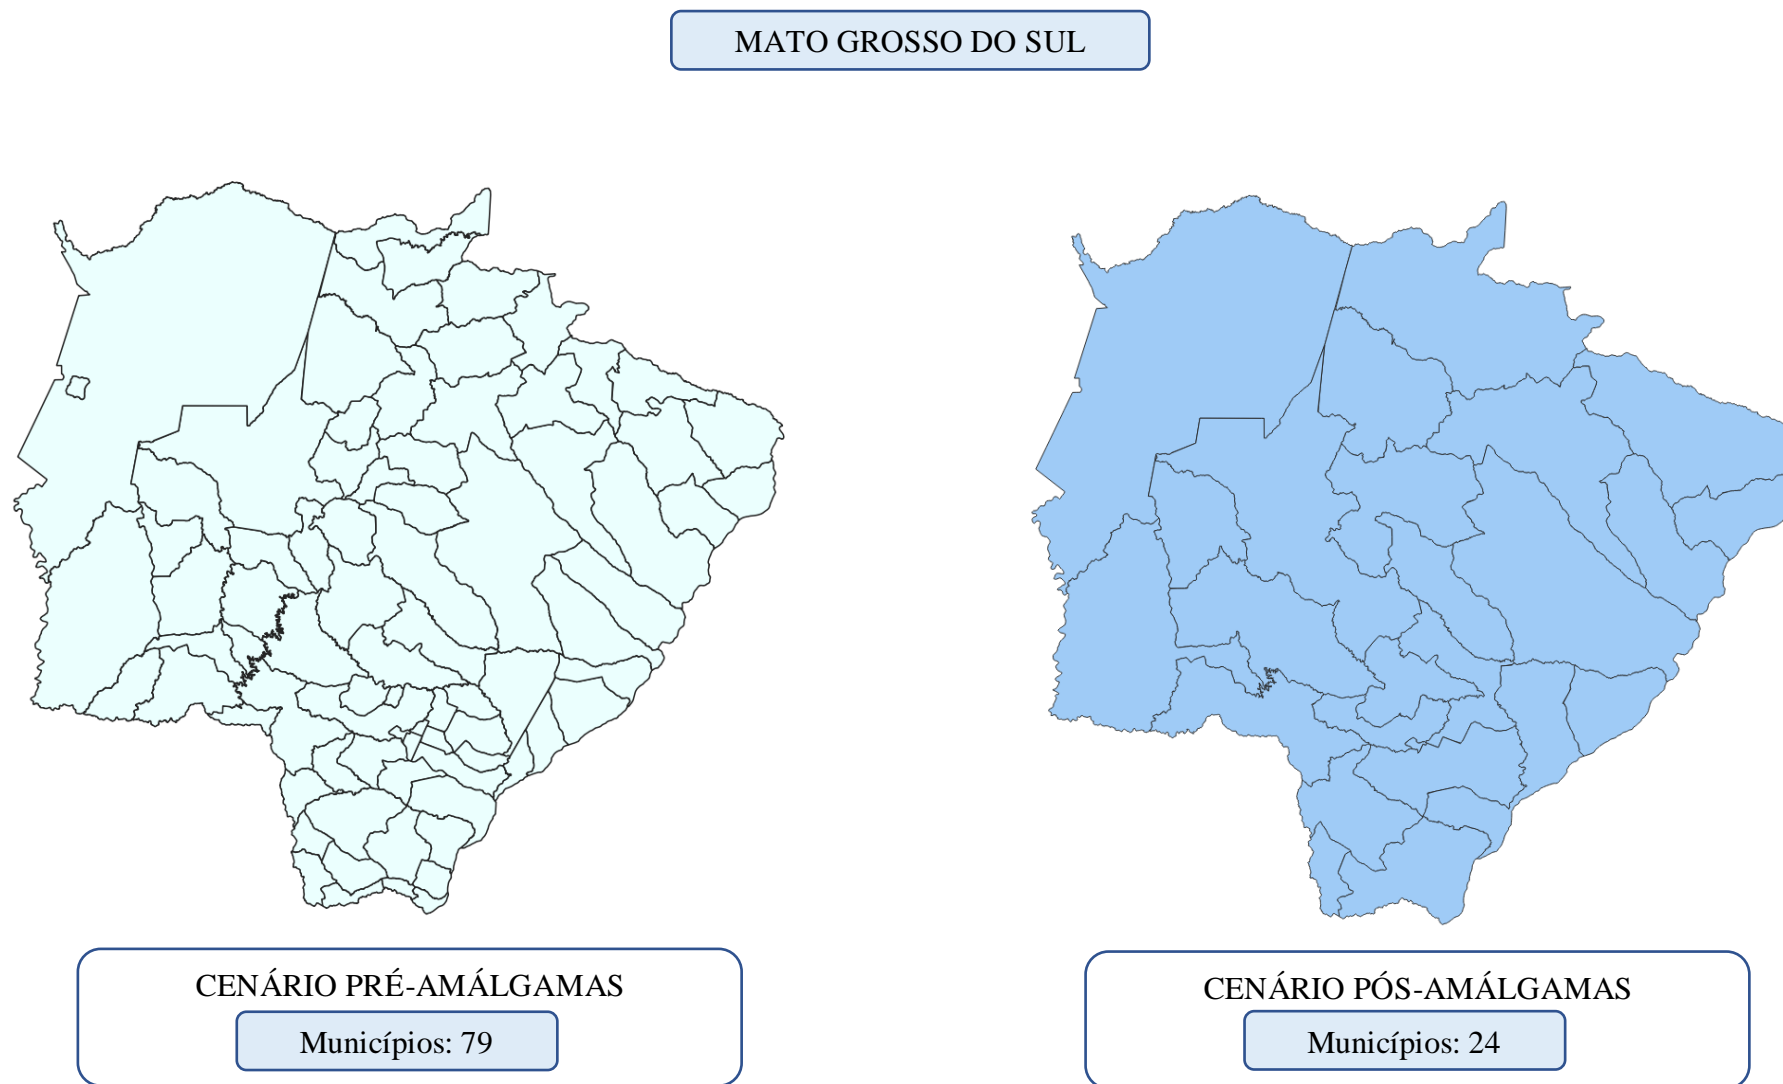 MATO GROSSO DO SUL
CENÁRIO PRÉ-AMÁLGAMAS
Municípios: 79
CENÁRIO PÓS-AMÁLGAMAS
Municípios: 24